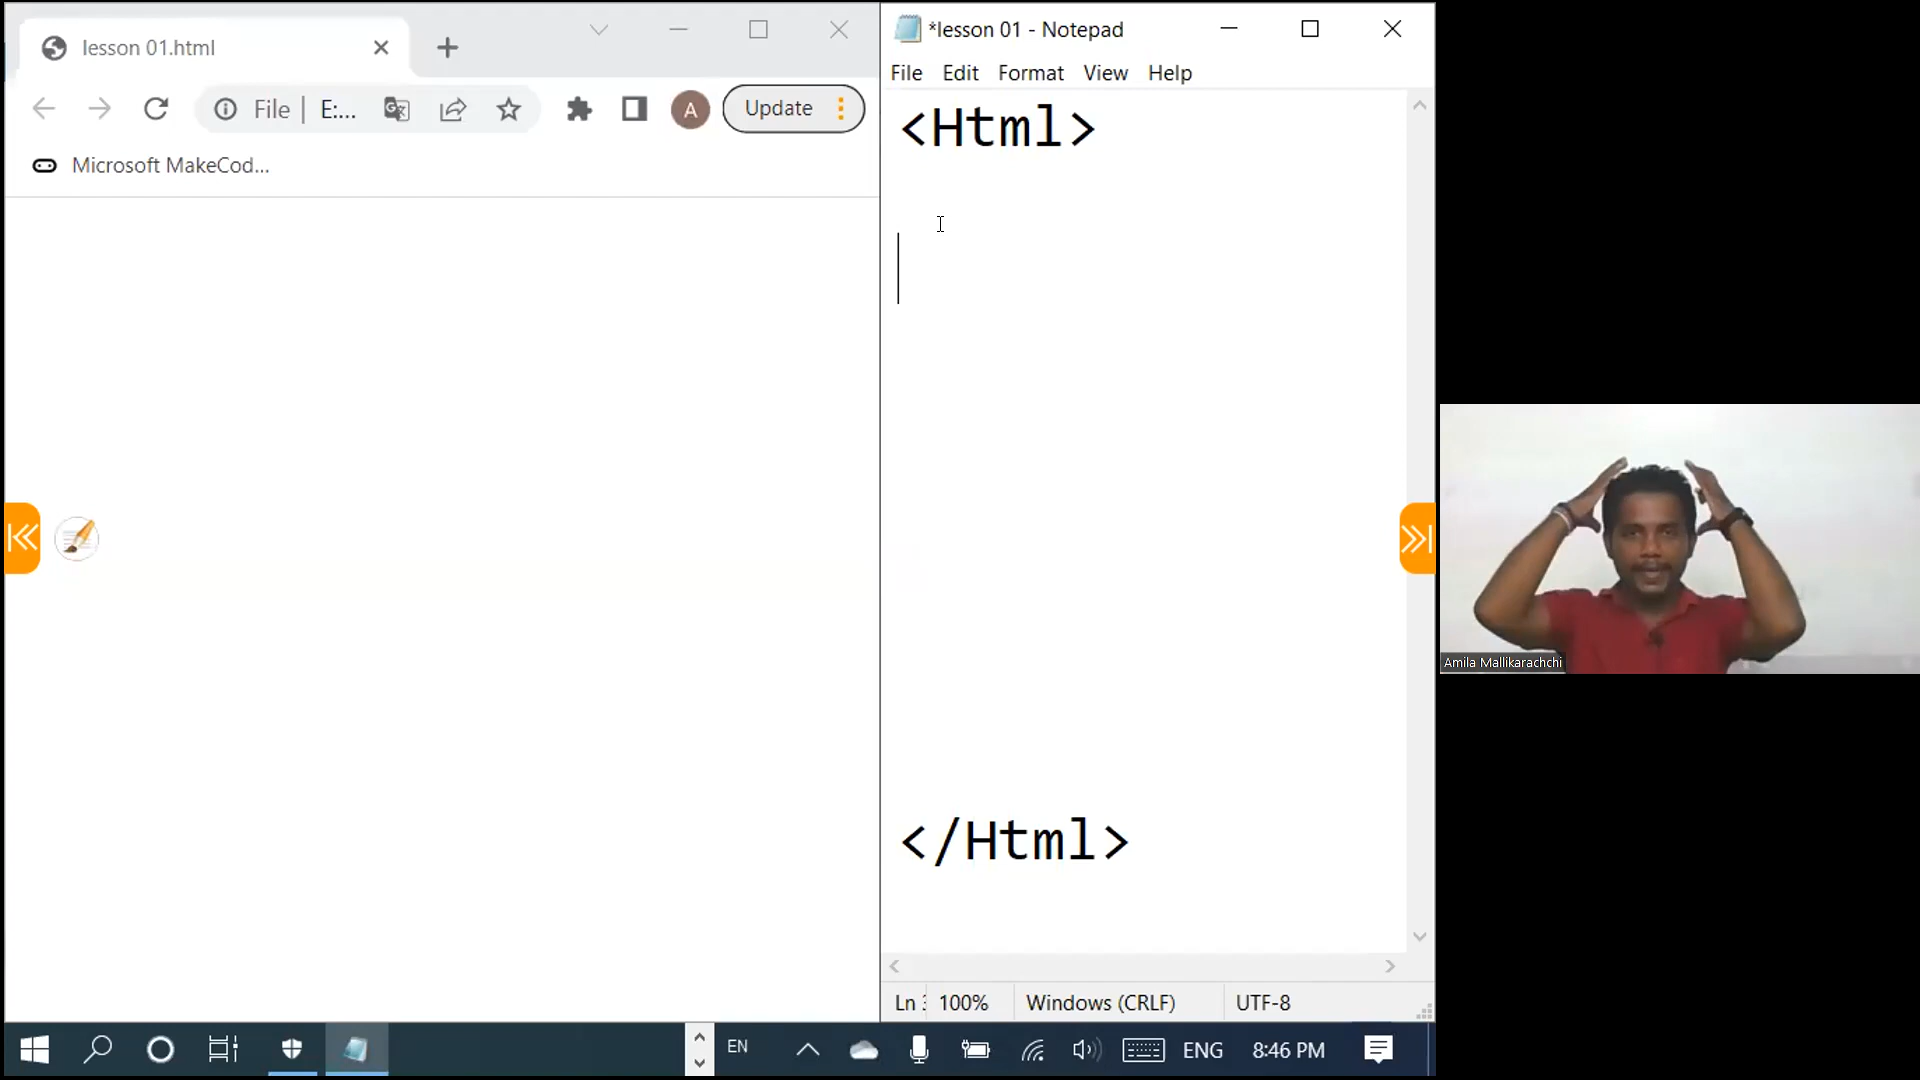 lesson 01.html
File
E:...
A
Update
Microsoft MakeCod...
*lesson 01 - Notepad
File Edit Format View Help
<Html>
</Html>
Ln
100%
Windows (CRLF)
UTF-8
Amila Mallikarachchi
EN
ENG
8:46 PM